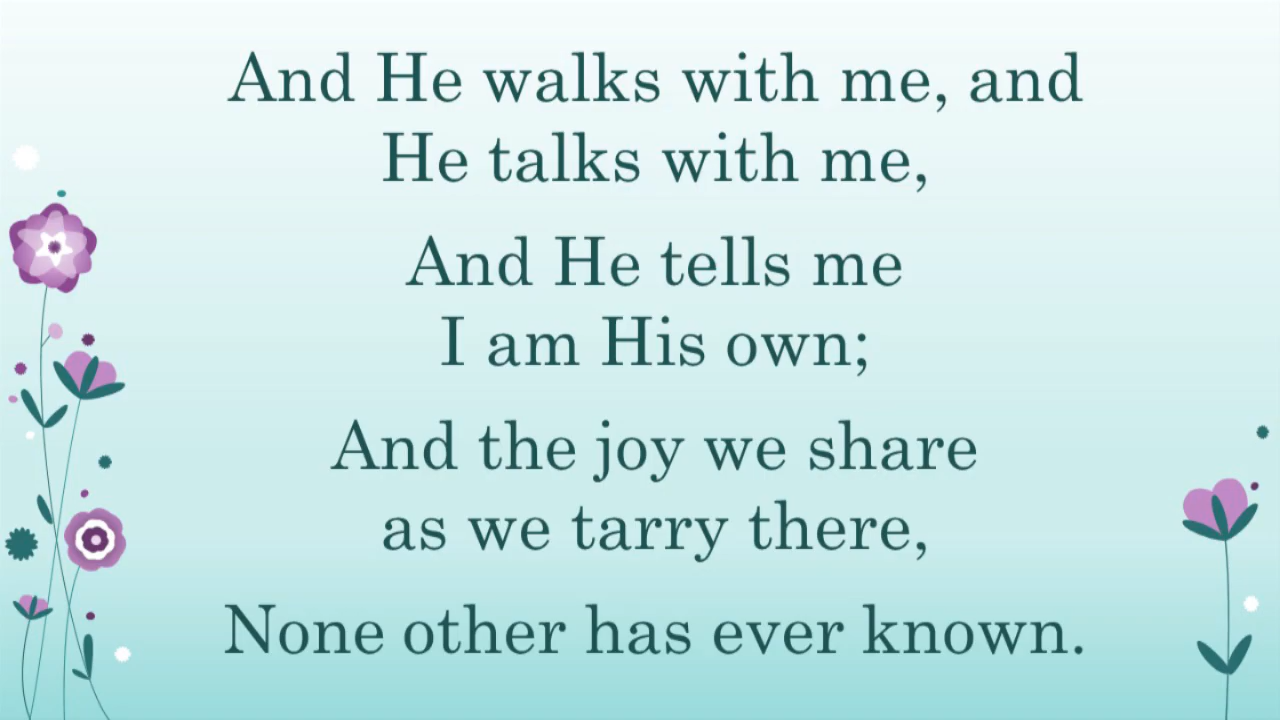 And He walks with me, and
He talks with me,
And He tells me
I am His own;
And the joy we share
as we tarry there,
None other has ever known.